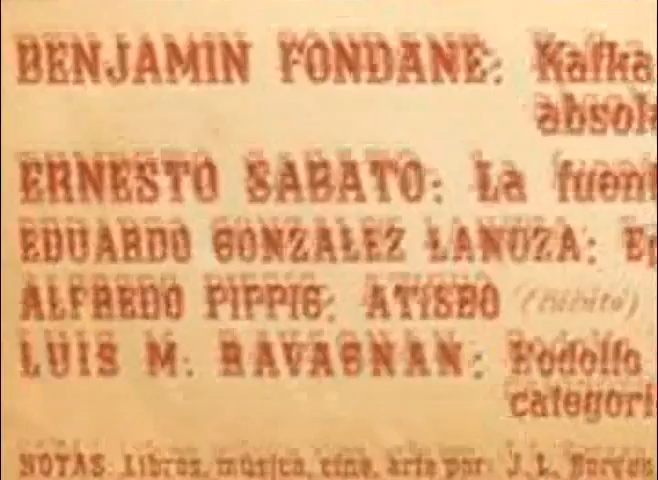 BENJAMIN FONDANE: Kafka
absol
ERNESTO SABATO: La fuent
EDUARDO GONZALEZ LANUZA: Ep
ALFREDO PIPPIG: ATISBO
LUIS M. RAVAGNAN: Rodolfo
categori
NOTAS: Libros, música, cine, arte por: J. L. Borges